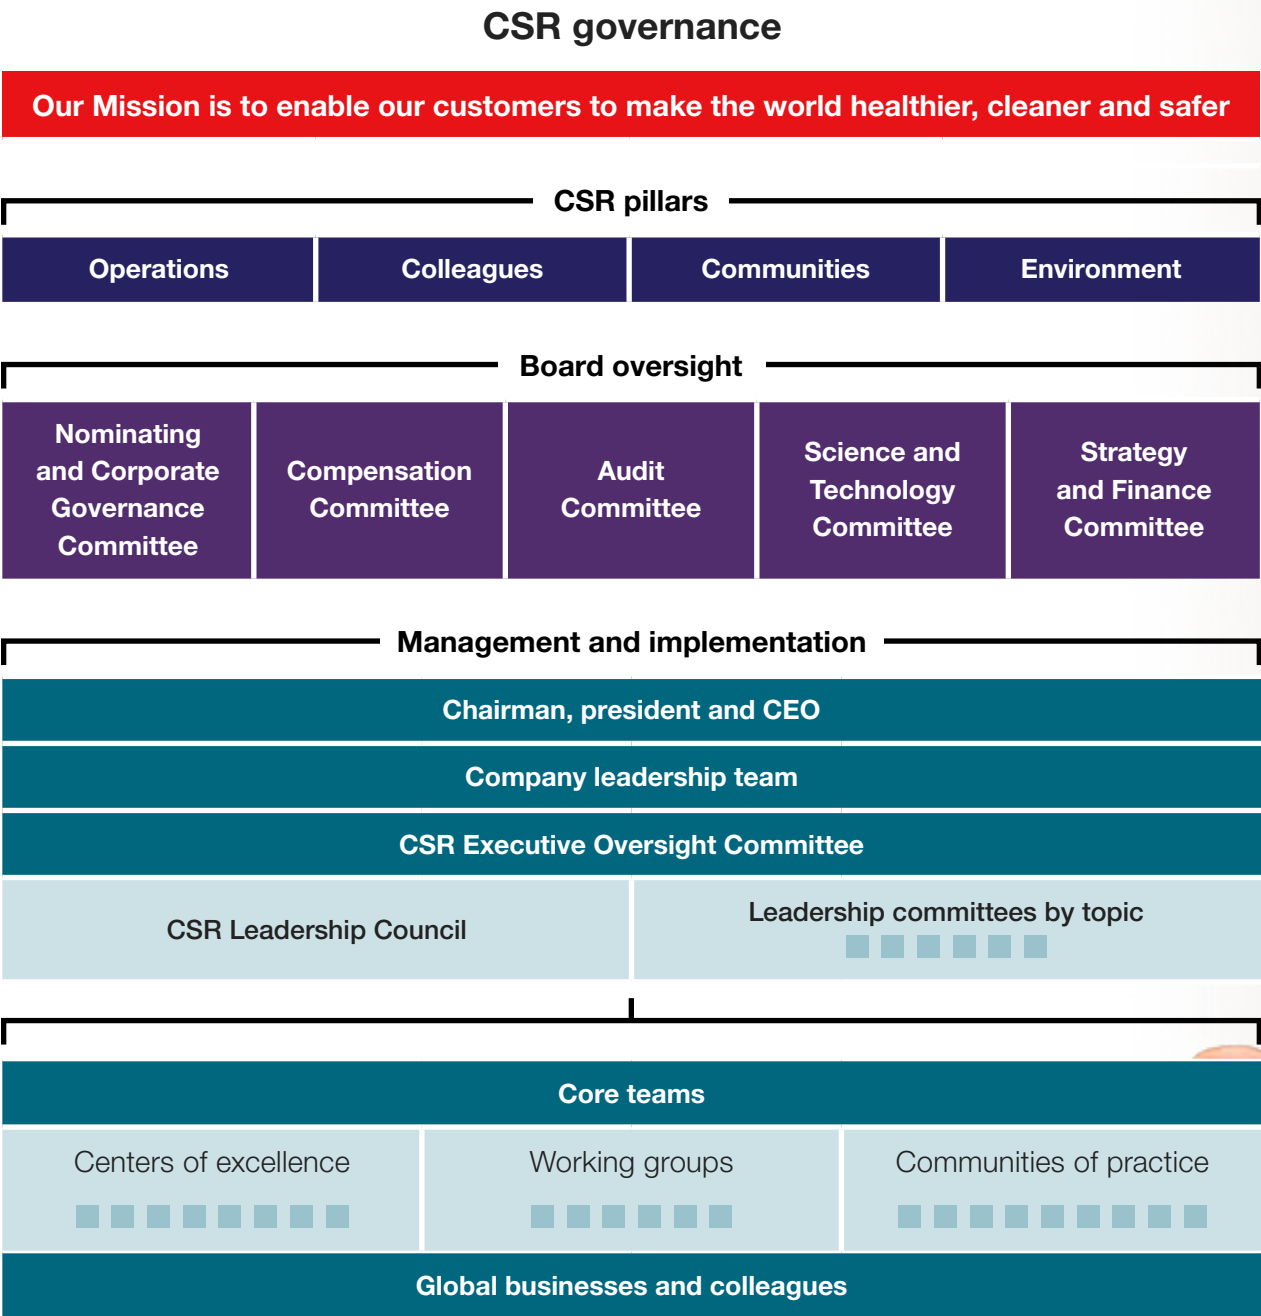 CSR governance
Our Mission is to enable our customers to make the world healthier, cleaner and safer
CSR pillars
Operations
Colleagues
Communities
Environment
Board oversight
Nominating
and Corporate
Governance
Committee
Compensation
Committee
Audit
Committee
Science and
Technology
Committee
Strategy
and Finance
Committee
Management and implementation
Chairman, president and CEO
Company leadership team
CSR Executive Oversight Committee
CSR Leadership Council
Leadership committees by topic
Core teams
Centers of excellence
Working groups
Communities of practice
Global businesses and colleagues